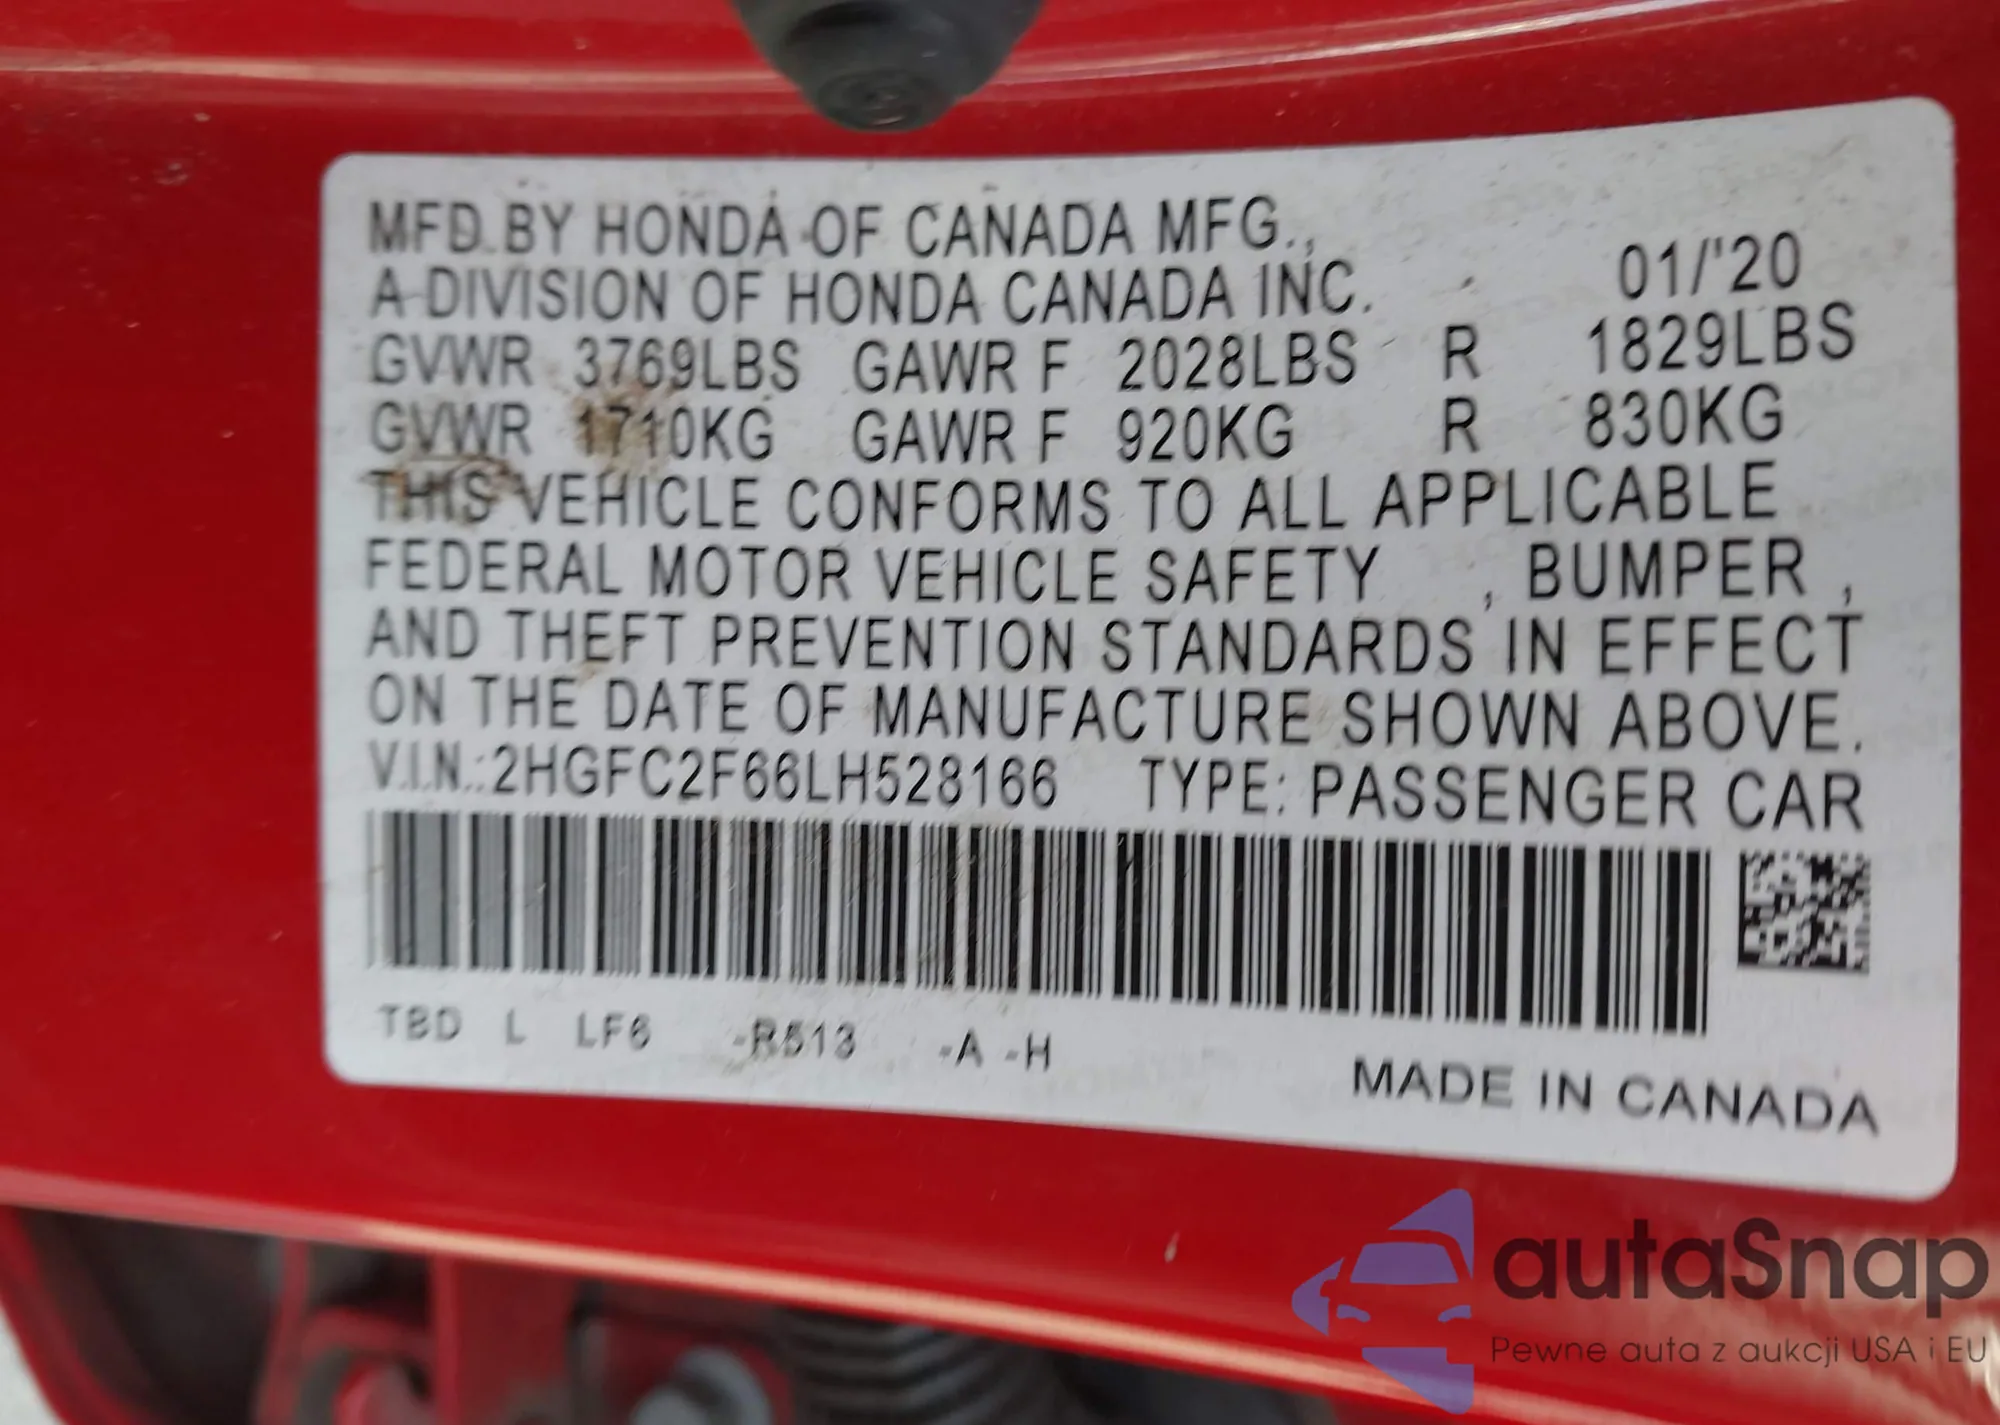 MFD. BY HONDA OF CANADA MFG.,
A DIVISION OF HONDA CANADA INC. 01/'20
GVWR 3769LBS GAWR F 2028LBS R 1829LBS
GVWR 1710KG GAWR F 920KG R 830KG
THIS VEHICLE CONFORMS TO ALL APPLICABLE
FEDERAL MOTOR VEHICLE SAFETY , BUMPER ,
AND THEFT PREVENTION STANDARDS IN EFFECT
ON THE DATE OF MANUFACTURE SHOWN ABOVE.
V.I.N.:2HGFC2F66LH528166 TYPE: PASSENGER CAR
TBD L LF6 -R513 -A -H
MADE IN CANADA
autaSnap
Pewne auta z aukcji USA i EU